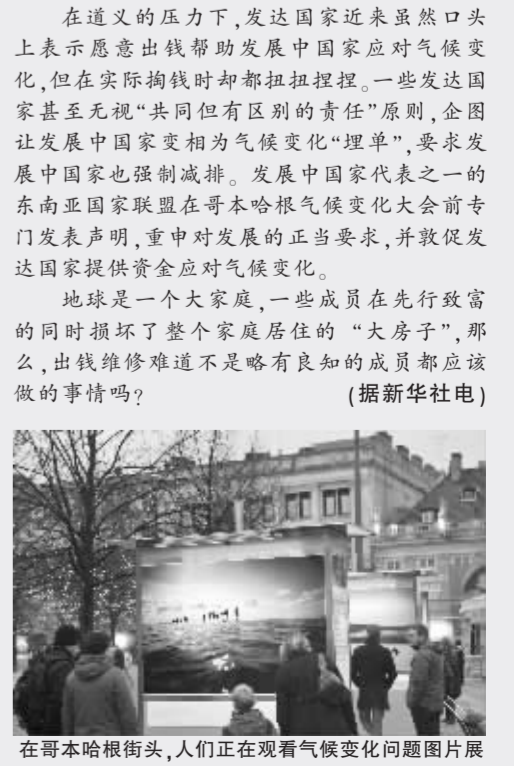 在道义的压力下，发达国家近来虽然口头
上表示愿意出钱帮助发展中国家应对气候变
化，但在实际掏钱时却都扭扭捏捏。一些发达国
家甚至无视“共同但有区别的责任”原则，企图
让发展中国家变相为气候变化“埋单”，要求发
展中国家也强制减排。发展中国家代表之一的
东南亚国家联盟在哥本哈根气候变化大会前专
门发表声明，重申对发展的正当要求，并敦促发
达国家提供资金应对气候变化。
地球是一个大家庭，一些成员在先行致富
的同时损坏了整个家庭居住的“大房子”，那
么，出钱维修难道不是略有良知的成员都应该
做的事情吗？ （据新华社电）
在哥本哈根街头，人们正在观看气候变化问题图片展